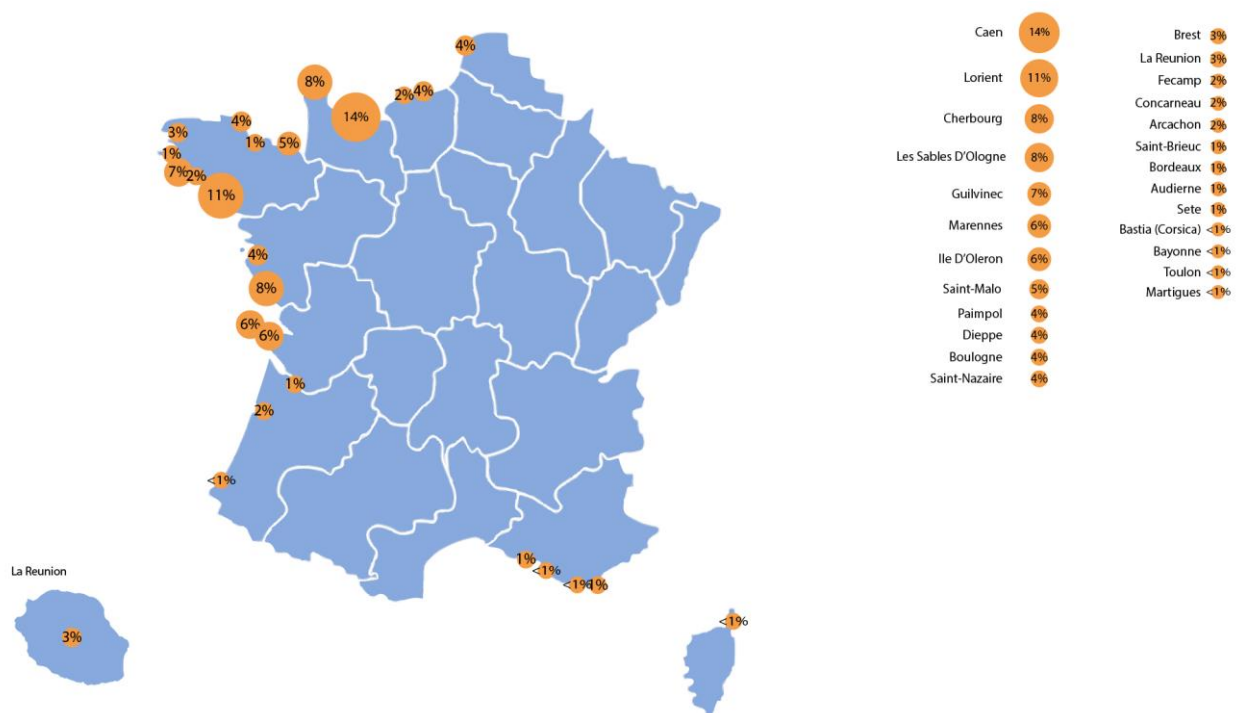 4%
8%
2%
4%
14%
4%
3%
1%
5%
1%
7%
2%
11%
4%
8%
6%
6%
1%
2%
<1%
1%
<1%
<1%
1%
La Reunion
3%
<1%
Caen 14%
Lorient 11%
Cherbourg 8%
Les Sables D'Ologne 8%
Guilvinec 7%
Marennes 6%
Ile D'Oleron 6%
Saint-Malo 5%
Paimpol 4%
Dieppe 4%
Boulogne 4%
Saint-Nazaire 4%
Brest 3%
La Reunion 3%
Fecamp 2%
Concarneau 2%
Arcachon 2%
Saint-Brieuc 1%
Bordeaux 1%
Audierne 1%
Sete 1%
Bastia (Corsica) <1%
Bayonne <1%
Toulon <1%
Martigues <1%